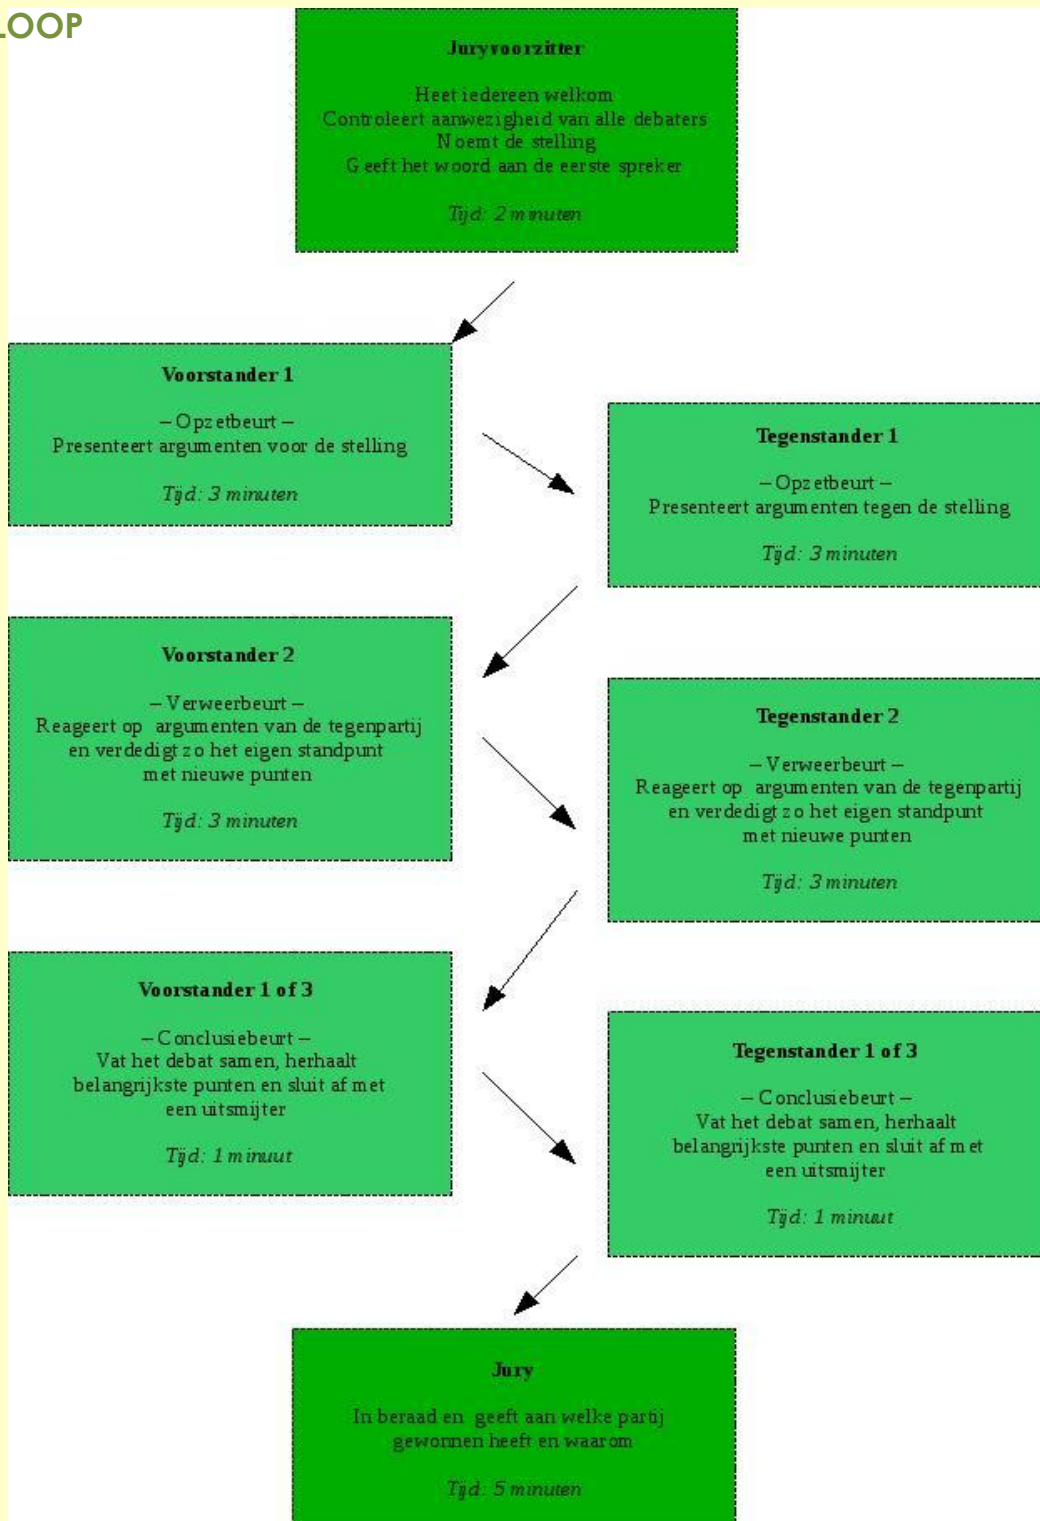 LOOP
Juryvoorzitter
Heet iedereen welkom
Controleert aanwezigheid van alle debaters
Noemt de stelling
Geeft het woord aan de eerste spreker
Tijd: 2 minuten
Voorstander 1
– Opzetbeurt –
Presenteert argumenten voor de stelling
Tijd: 3 minuten
Tegenstander 1
– Opzetbeurt –
Presenteert argumenten tegen de stelling
Tijd: 3 minuten
Voorstander 2
– Verweerbeurt –
Reageert op argumenten van de tegenpartij
en verdedigt zo het eigen standpunt
met nieuwe punten
Tijd: 3 minuten
Tegenstander 2
– Verweerbeurt –
Reageert op argumenten van de tegenpartij
en verdedigt zo het eigen standpunt
met nieuwe punten
Tijd: 3 minuten
Voorstander 1 of 3
– Conclusiebeurt –
Vat het debat samen, herhaalt
belangrijkste punten en sluit af met
een uitsmijter
Tijd: 1 minuut
Tegenstander 1 of 3
– Conclusiebeurt –
Vat het debat samen, herhaalt
belangrijkste punten en sluit af met
een uitsmijter
Tijd: 1 minuut
Jury
In beraad en geeft aan welke partij
gewonnen heeft en waarom
Tijd: 5 minuten